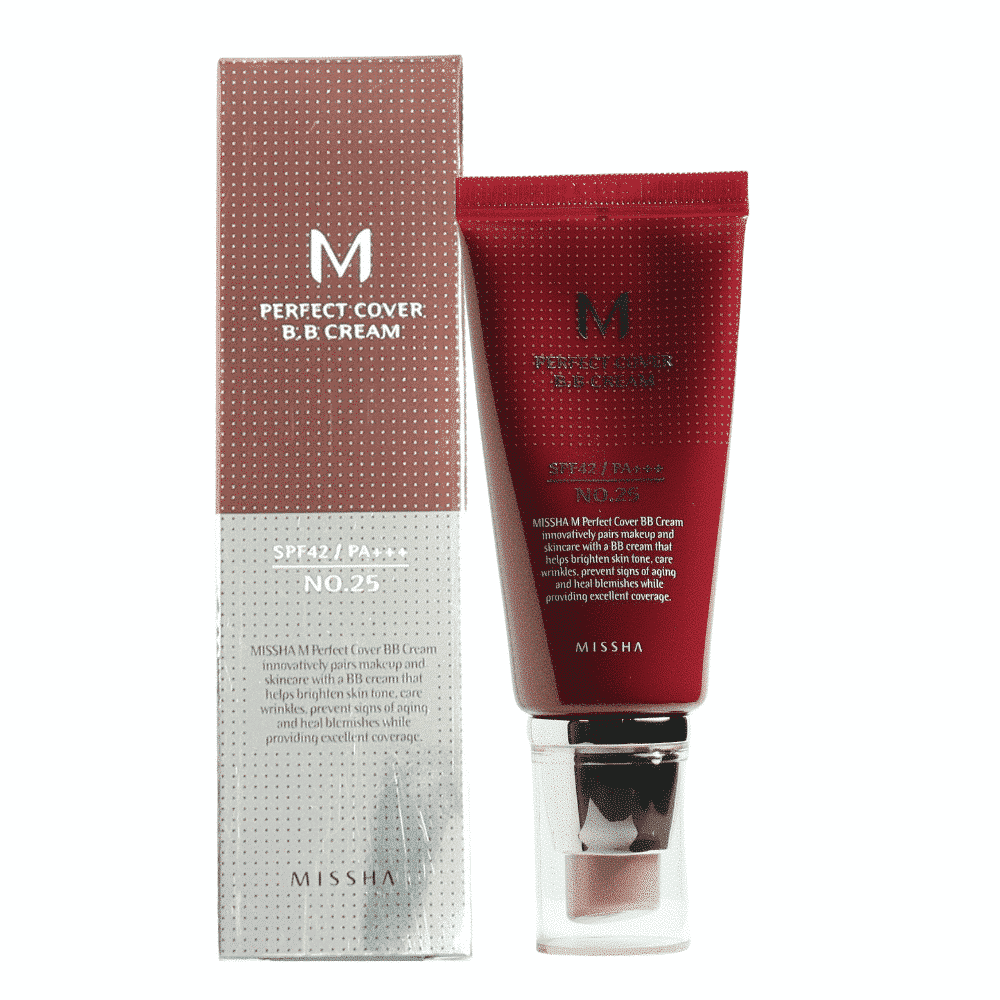 M
PERFECT COVER
B.B CREAM
SPF42 / PA+++
NO.25
MISSHA M Perfect Cover BB Cream
innovatively pairs makeup and
skincare with a BB cream that
helps brighten skin tone, care
wrinkles, prevent signs of aging
and heal blemishes while
providing excellent coverage.
MISSHA
M
PERFECT COVER
B.B CREAM
SPF42 / PA+++
NO.25
MISSHA M Perfect Cover BB Cream
innovatively pairs makeup and
skincare with a BB cream that
helps brighten skin tone, care
wrinkles, prevent signs of aging
and heal blemishes while
providing excellent coverage.
MISSHA